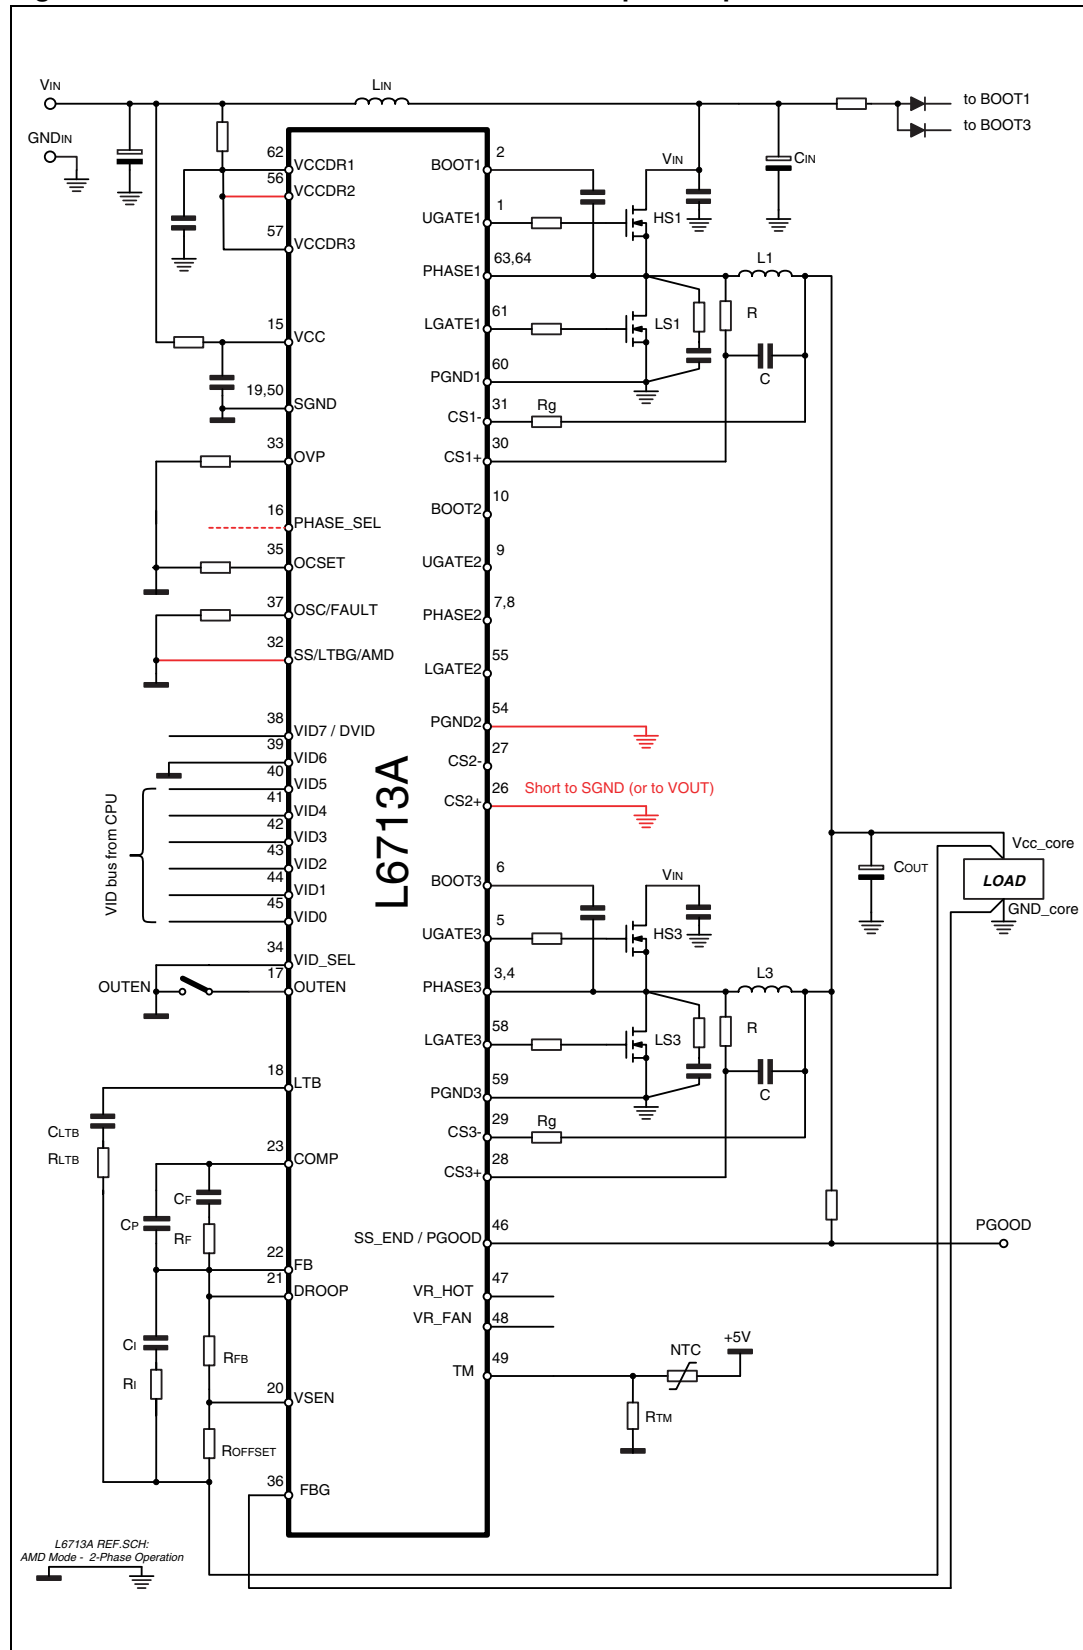 VIN
LIN
to BOOT1
to BOOT3
GNDIN
CIN
62
VCCDR1
56
VCCDR2
57
VCCDR3
15
VCC
19,50
SGND
33
OVP
16
PHASE_SEL
35
OCSET
37
OSC/FAULT
32
SS/LTBG/AMD
38
VID7 / DVID
39
VID6
40
VID5
41
VID4
42
VID3
43
VID2
44
VID1
45
VID0
VID bus from CPU
34
VID_SEL
17
OUTEN
OUTEN
18
LTB
CLTB
RLTB
23
COMP
CF
CP
RF
22
FB
21
DROOP
CI
RFB
RI
20
VSEN
ROFFSET
36
FBG
L6713A
2
BOOT1
VIN
1
UGATE1
HS1
63,64
PHASE1
L1
61
LGATE1
LS1
R
60
PGND1
C
31
CS1-
Rg
30
CS1+
10
BOOT2
9
UGATE2
7,8
PHASE2
55
LGATE2
54
PGND2
27
CS2-
26
CS2+
Short to SGND (or to VOUT)
6
BOOT3
VIN
5
UGATE3
HS3
3,4
PHASE3
L3
58
LGATE3
LS3
R
59
PGND3
C
29
CS3-
Rg
28
CS3+
COUT
Vcc_core
LOAD
GND_core
46
SS_END / PGOOD
PGOOD
47
VR_HOT
48
VR_FAN
49
TM
NTC
+5V
RTM
L6713A REF.SCH:
AMD Mode - 2-Phase Operation